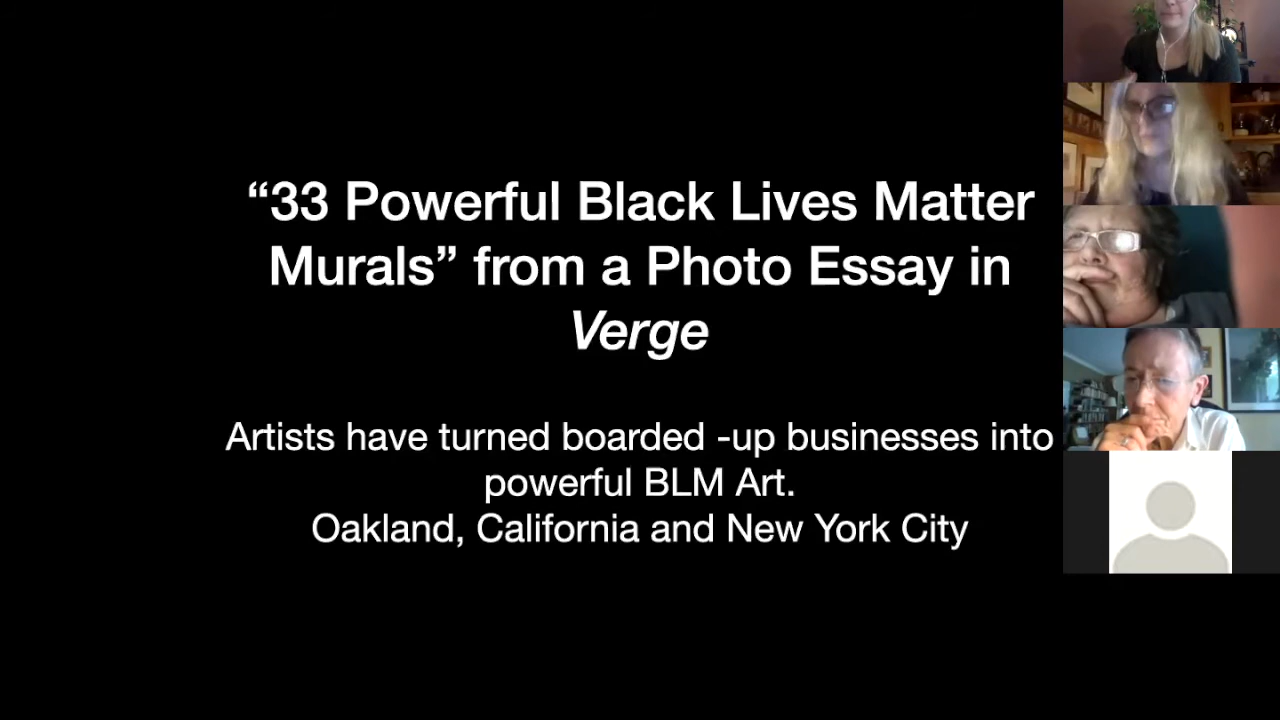 “33 Powerful Black Lives Matter
Murals” from a Photo Essay in
Verge
Artists have turned boarded -up businesses into
powerful BLM Art.
Oakland, California and New York City